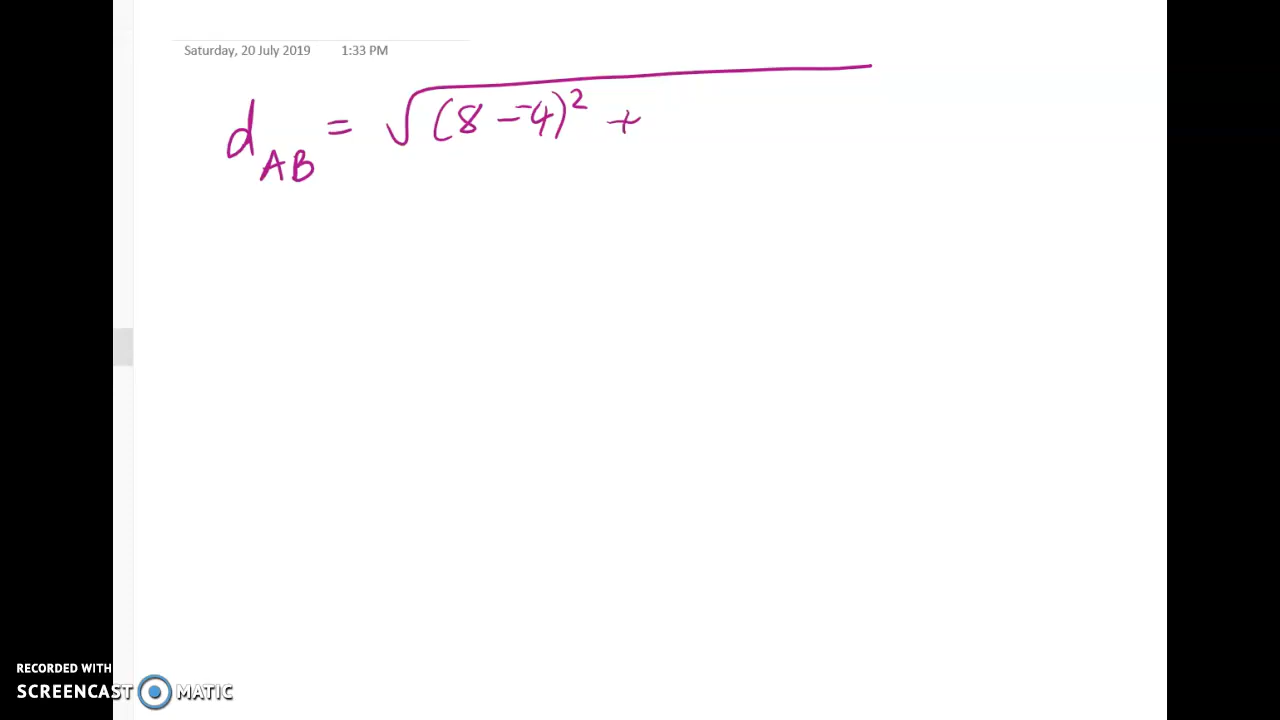 Saturday, 20 July 2019 1:33 PM
d_AB = √((8 - -4)² +
RECORDED WITH
SCREENCAST MATIC